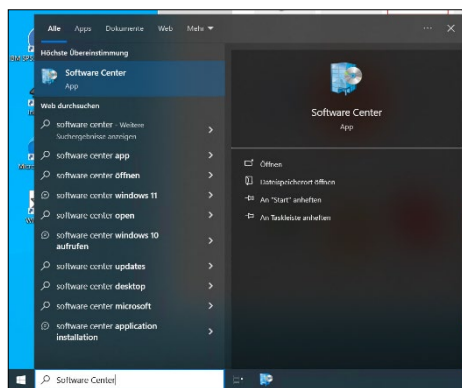 Alle Apps Dokumente Web Mehr
Höchste Übereinstimmung
Software Center
App
Web durchsuchen
software center - Weitere
Suchergebnisse anzeigen
software center app
software center öffnen
software center windows 11
software center open
software center windows 10
aufrufen
software center updates
software center desktop
software center microsoft
software center application
installation
Software Center
App
Öffnen
Dateispeicherort öffnen
An "Start" anheften
An Taskleiste anheften
Software Center